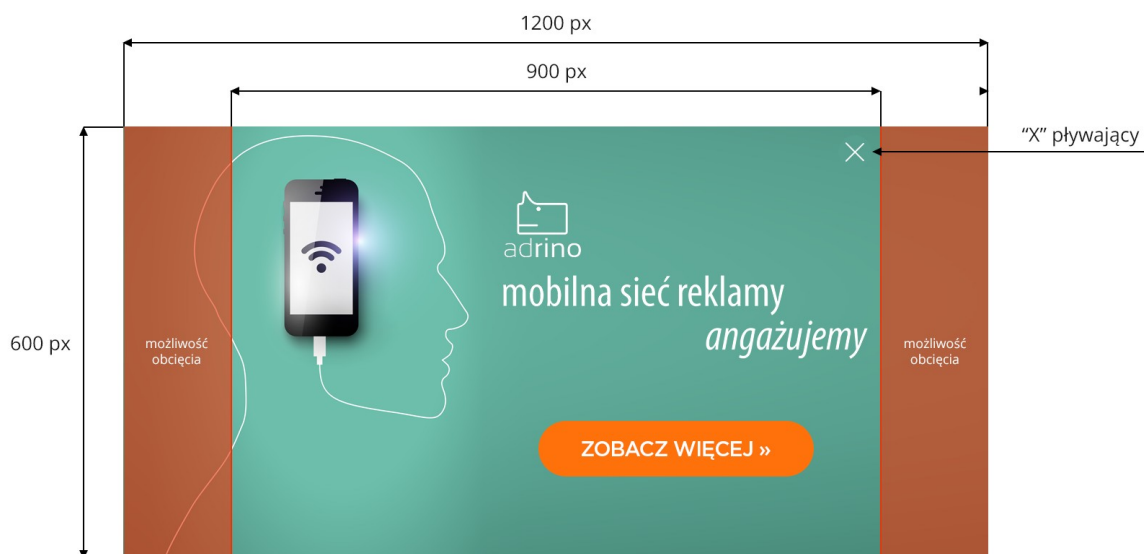 1200 px
900 px
“X” pływający
adrino
mobilna sieć reklamy
angażujemy
600 px
możliwość
obcięcia
możliwość
obcięcia
ZOBACZ WIĘCEJ »